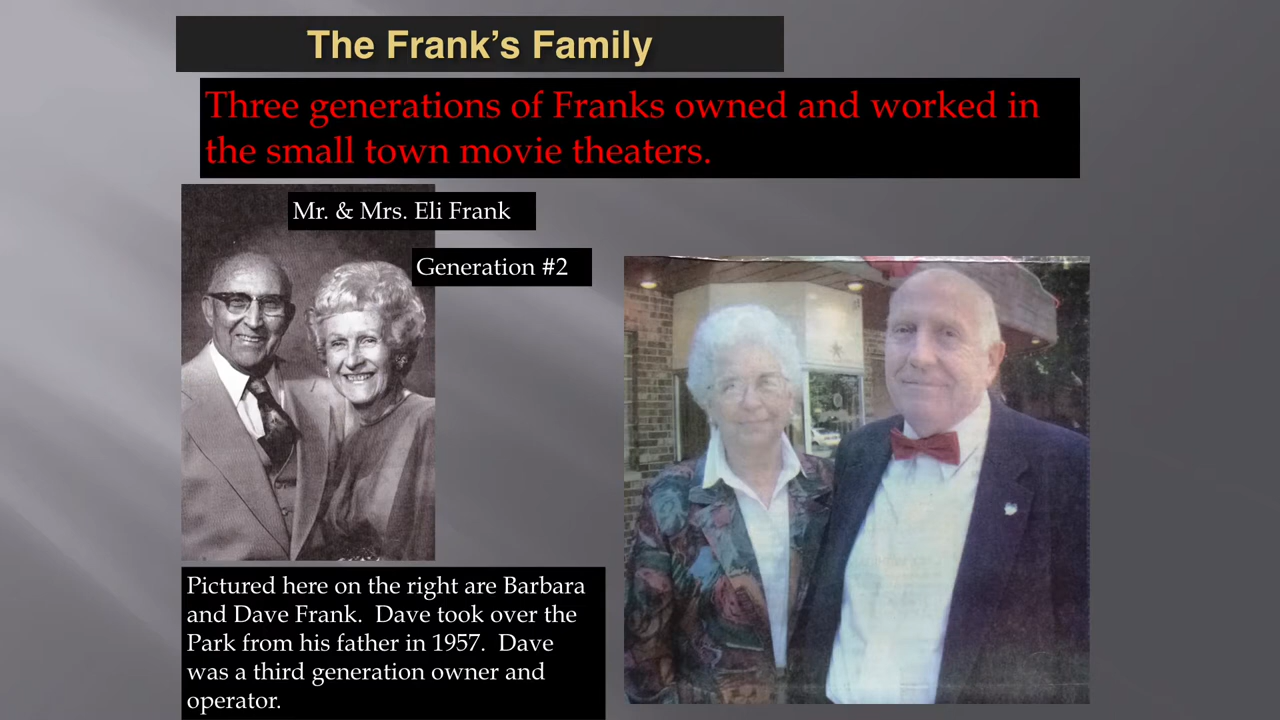 The Frank’s Family
Three generations of Franks owned and worked in
the small town movie theaters.
Mr. & Mrs. Eli Frank
Generation #2
Pictured here on the right are Barbara
and Dave Frank.  Dave took over the
Park from his father in 1957.  Dave
was a third generation owner and
operator.